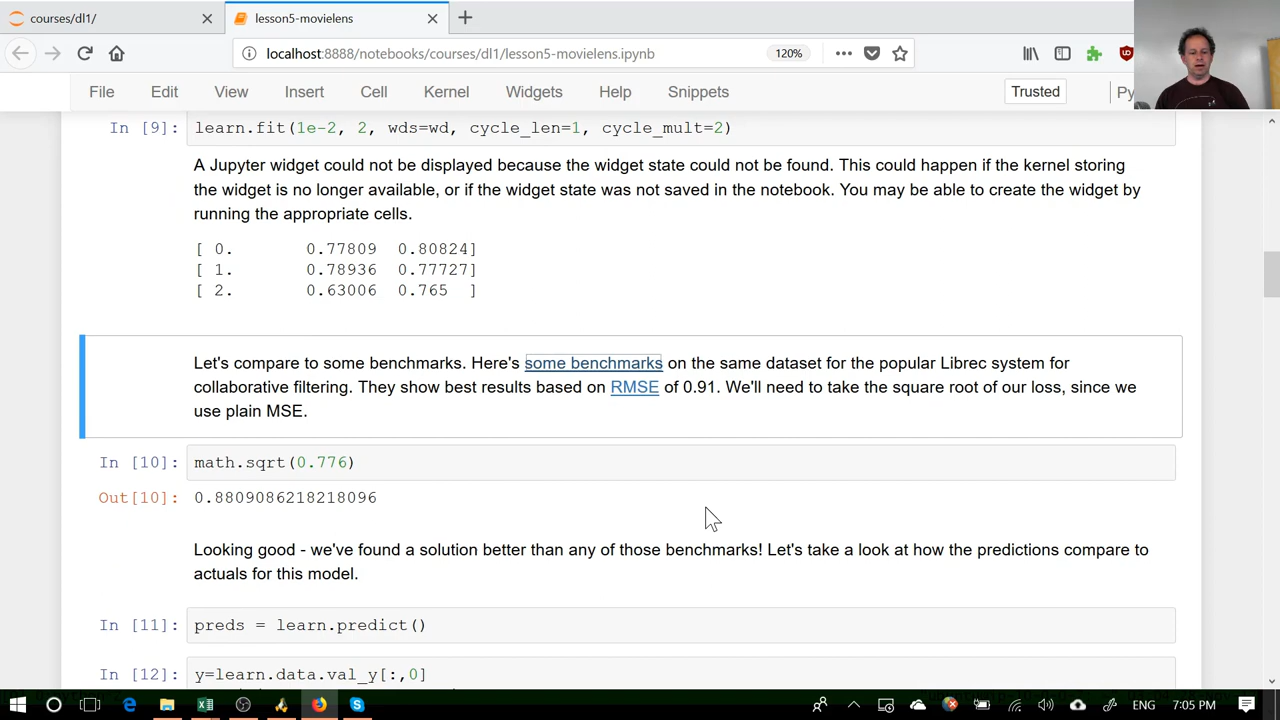 courses/dl1/
lesson5-movielens
localhost:8888/notebooks/courses/dl1/lesson5-movielens.ipynb
120%
File Edit View Insert Cell Kernel Widgets Help Snippets Trusted Py
In [9]: learn.fit(1e-2, 2, wds=wd, cycle_len=1, cycle_mult=2)
A Jupyter widget could not be displayed because the widget state could not be found. This could happen if the kernel storing
the widget is no longer available, or if the widget state was not saved in the notebook. You may be able to create the widget by
running the appropriate cells.
[ 0. 0.77809 0.80824]
[ 1. 0.78936 0.77727]
[ 2. 0.63006 0.765 ]
Let's compare to some benchmarks. Here's some benchmarks on the same dataset for the popular Librec system for
collaborative filtering. They show best results based on RMSE of 0.91. We'll need to take the square root of our loss, since we
use plain MSE.
In [10]: math.sqrt(0.776)
Out[10]: 0.8809086218218096
Looking good - we've found a solution better than any of those benchmarks! Let's take a look at how the predictions compare to
actuals for this model.
In [11]: preds = learn.predict()
In [12]: y=learn.data.val_y[:,0]
ENG 7:05 PM